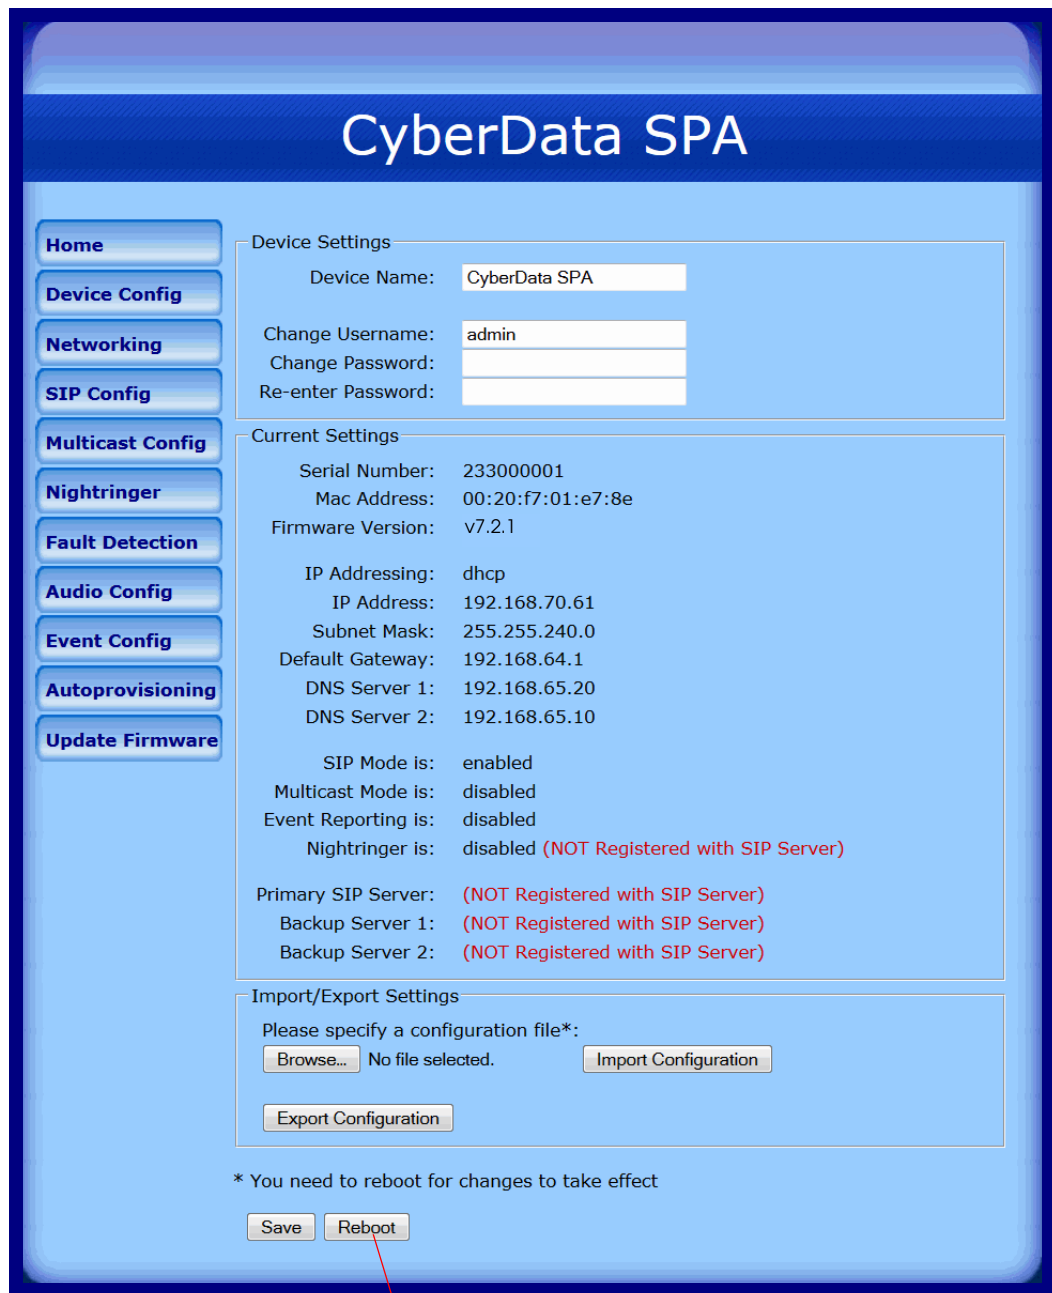 CyberData SPA
Home
Device Config
Networking
SIP Config
Multicast Config
Nightringer
Fault Detection
Audio Config
Event Config
Autoprovisioning
Update Firmware
Device Settings
Device Name: CyberData SPA
Change Username: admin
Change Password:
Re-enter Password:
Current Settings
Serial Number: 233000001
Mac Address: 00:20:f7:01:e7:8e
Firmware Version: v7.2.1
IP Addressing: dhcp
IP Address: 192.168.70.61
Subnet Mask: 255.255.240.0
Default Gateway: 192.168.64.1
DNS Server 1: 192.168.65.20
DNS Server 2: 192.168.65.10
SIP Mode is: enabled
Multicast Mode is: disabled
Event Reporting is: disabled
Nightringer is: disabled (NOT Registered with SIP Server)
Primary SIP Server: (NOT Registered with SIP Server)
Backup Server 1: (NOT Registered with SIP Server)
Backup Server 2: (NOT Registered with SIP Server)
Import/Export Settings
Please specify a configuration file*:
Browse... No file selected. Import Configuration
Export Configuration
* You need to reboot for changes to take effect
Save Reboot